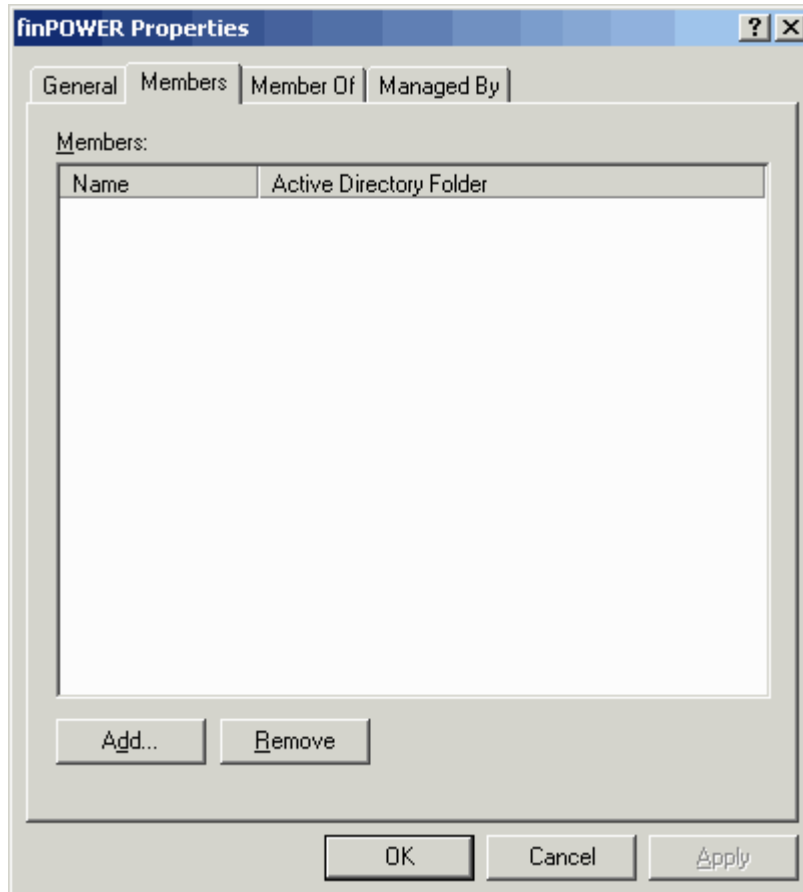 finPOWER Properties
General Members Member Of Managed By
Members:
Name Active Directory Folder
Add... Remove
OK Cancel Apply